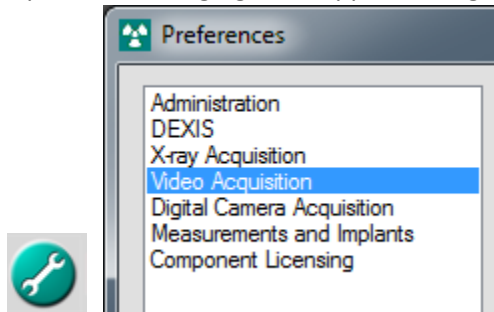 Preferences
Administration
DEXIS
X-ray Acquisition
Video Acquisition
Digital Camera Acquisition
Measurements and Implants
Component Licensing